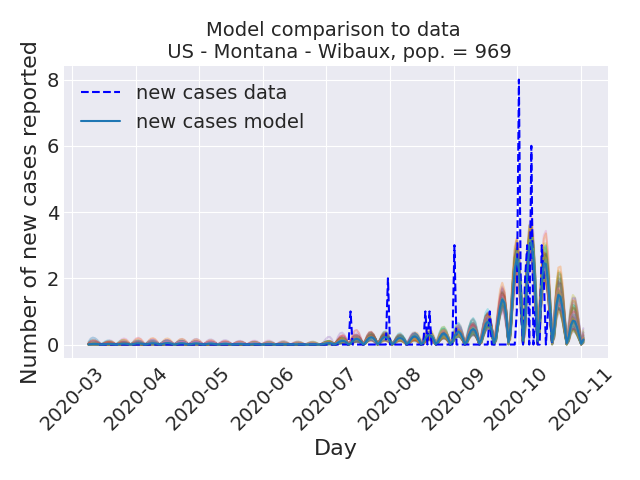 Model comparison to data
US - Montana - Wibaux, pop. = 969
Number of new cases reported
8
6
4
2
0
new cases data
new cases model
2020-03
2020-04
2020-05
2020-06
2020-07
2020-08
2020-09
2020-10
2020-11
Day